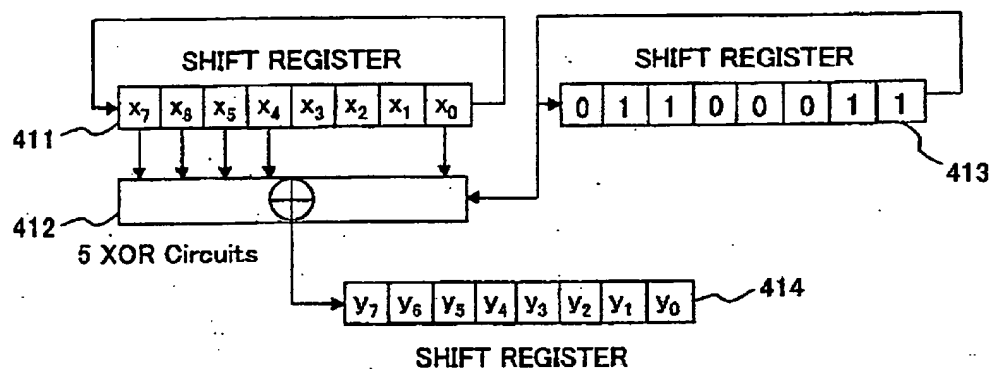 SHIFT REGISTER
SHIFT REGISTER
x₇ x₈ x₅ x₄ x₃ x₂ x₁ x₀
0 1 1 0 0 0 1 1
411
413
412
5 XOR Circuits
y₇ y₆ y₅ y₄ y₃ y₂ y₁ y₀
414
SHIFT REGISTER